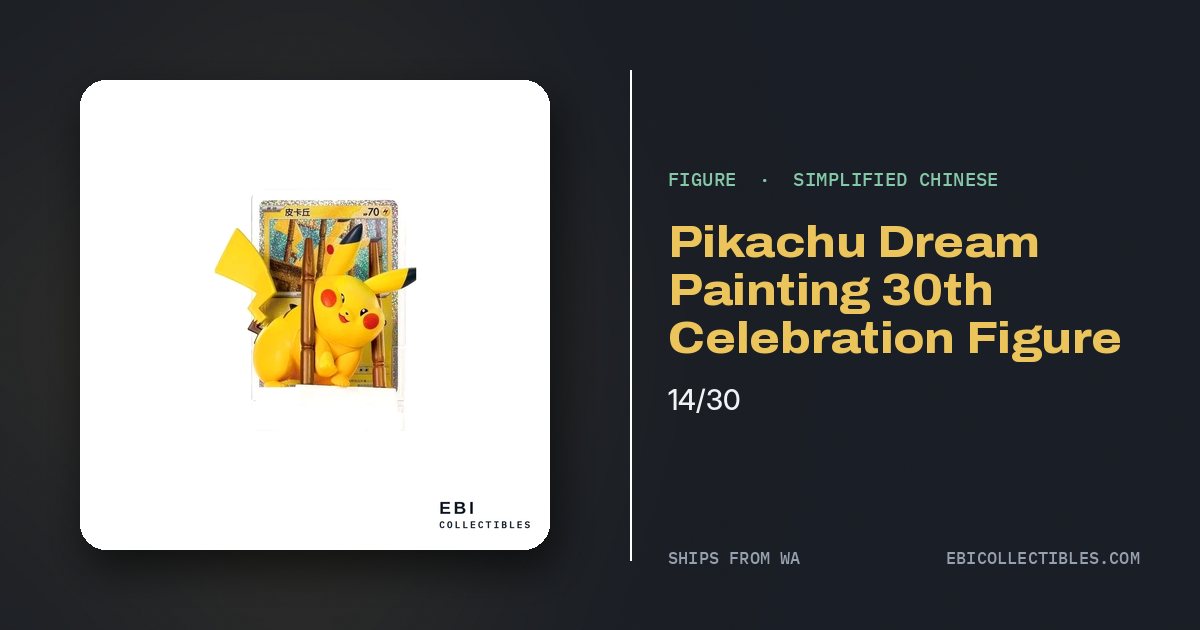 皮卡丘 HP70
EBI
COLLECTIBLES
FIGURE · SIMPLIFIED CHINESE
Pikachu Dream
Painting 30th
Celebration Figure
14/30
SHIPS FROM WA
EBICOLLECTIBLES.COM